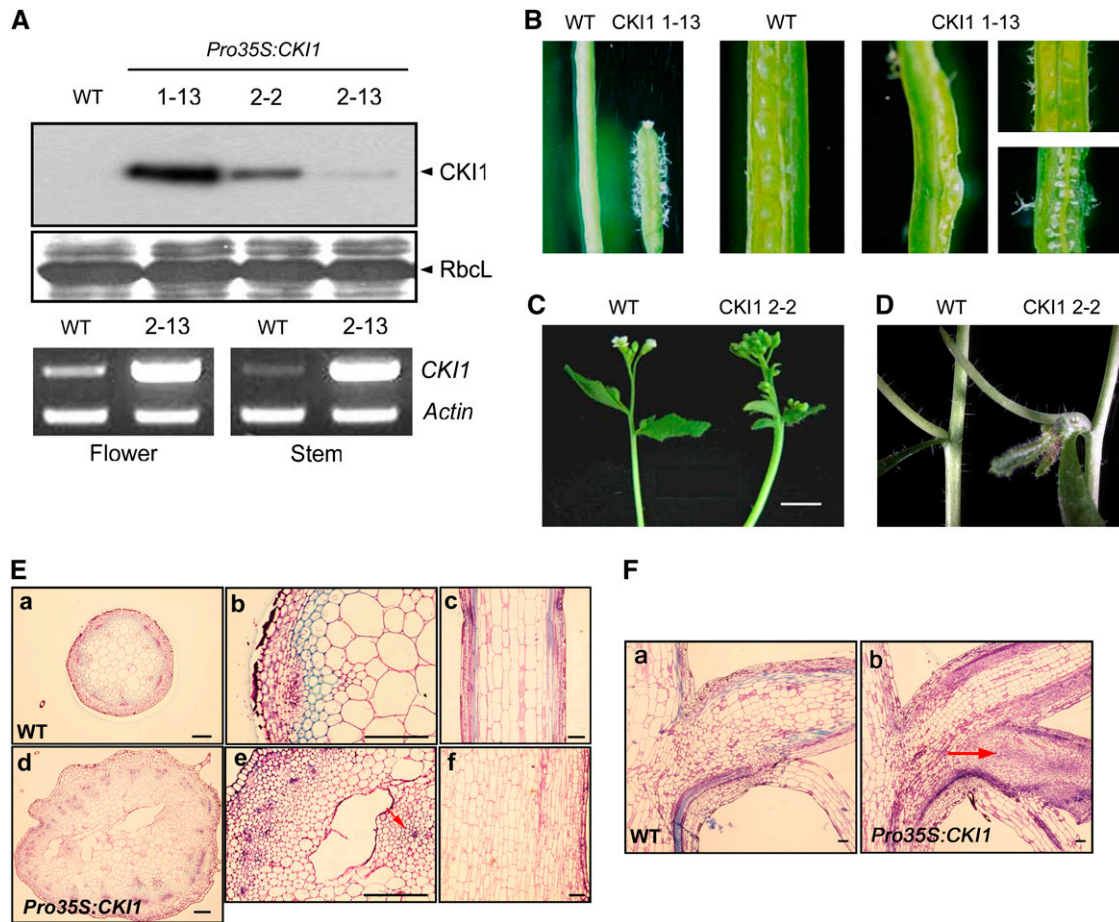 A
Pro35S:CKI1
WT 1-13 2-2 2-13
CKI1
RbcL
WT 2-13 WT 2-13
CKI1
Actin
Flower Stem
B
WT CKI1 1-13 WT CKI1 1-13
C
WT CKI1 2-2
D
WT CKI1 2-2
E
a b c
WT
d e f
Pro35S:CKI1
F
a b
WT Pro35S:CKI1